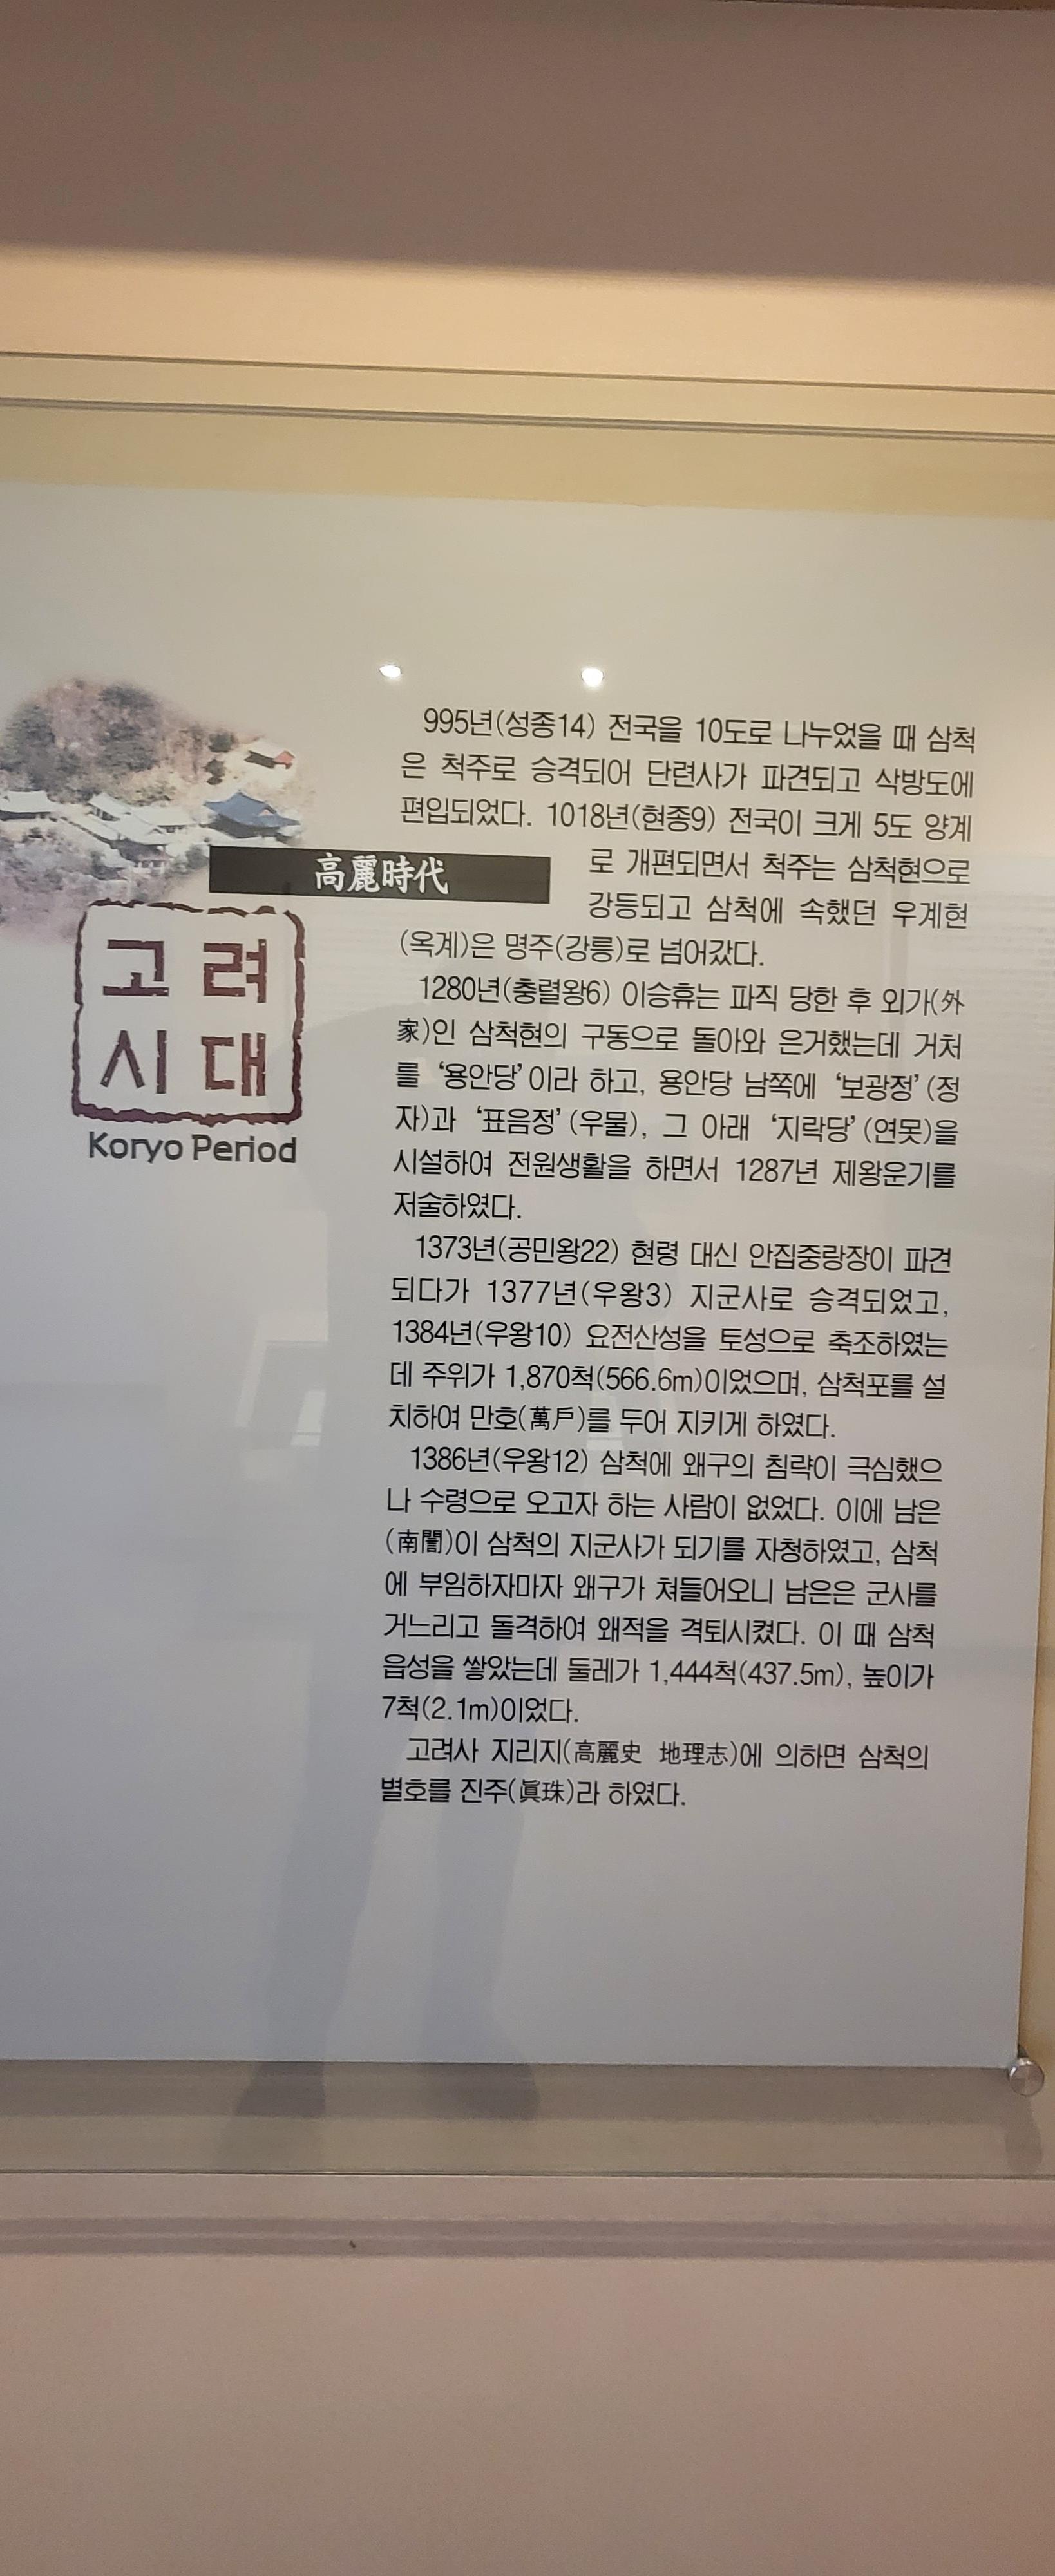 高麗時代
고려
시대
Koryo Period
995년(성종14) 전국을 10도로 나누었을 때 삼척
은 척주로 승격되어 단련사가 파견되고 삭방도에
편입되었다. 1018년(현종9) 전국이 크게 5도 양계
로 개편되면서 척주는 삼척현으로
강등되고 삼척에 속했던 우계현
(옥계)은 명주(강릉)로 넘어갔다.
1280년(충렬왕6) 이승휴는 파직 당한 후 외가(外
家)인 삼척현의 구동으로 돌아와 은거했는데 거처
를 ‘용안당’이라 하고, 용안당 남쪽에 ‘보광정’(정
자)과 ‘표음정’(우물), 그 아래 ‘지락당’(연못)을
시설하여 전원생활을 하면서 1287년 제왕운기를
저술하였다.
1373년(공민왕22) 현령 대신 안집중랑장이 파견
되다가 1377년(우왕3) 지군사로 승격되었고,
1384년(우왕10) 요전산성을 토성으로 축조하였는
데 주위가 1,870척(566.6m)이었으며, 삼척포를 설
치하여 만호(萬戶)를 두어 지키게 하였다.
1386년(우왕12) 삼척에 왜구의 침략이 극심했으
나 수령으로 오고자 하는 사람이 없었다. 이에 남은
(南誾)이 삼척의 지군사가 되기를 자청하였고, 삼척
에 부임하자마자 왜구가 쳐들어오니 남은은 군사를
거느리고 돌격하여 왜적을 격퇴시켰다. 이 때 삼척
읍성을 쌓았는데 둘레가 1,444척(437.5m), 높이가
7척(2.1m)이었다.
고려사 지리지(高麗史 地理志)에 의하면 삼척의
별호를 진주(眞珠)라 하였다.